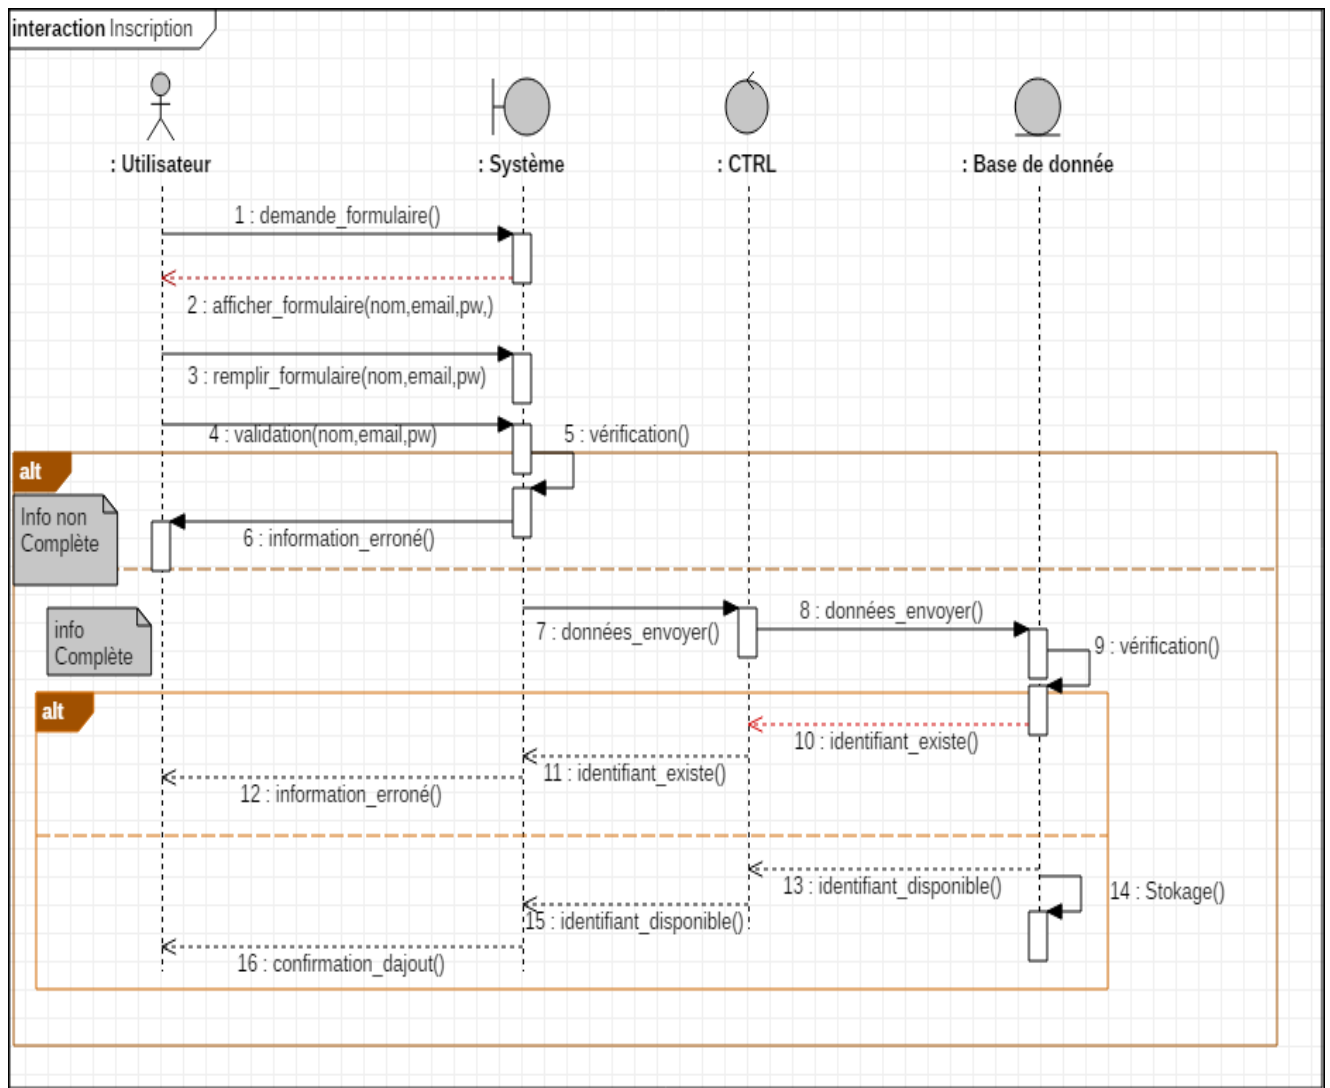 interaction Inscription
: Utilisateur
: Système
: CTRL
: Base de donnée
1 : demande_formulaire()
2 : afficher_formulaire(nom,email,pw,)
3 : remplir_formulaire(nom,email,pw)
4 : validation(nom,email,pw)
5 : vérification()
alt
Info non
Complète
6 : information_erroné()
info
Complète
7 : données_envoyer()
8 : données_envoyer()
9 : vérification()
alt
10 : identifiant_existe()
11 : identifiant_existe()
12 : information_erroné()
13 : identifiant_disponible()
14 : Stokage()
15 : identifiant_disponible()
16 : confirmation_dajout()